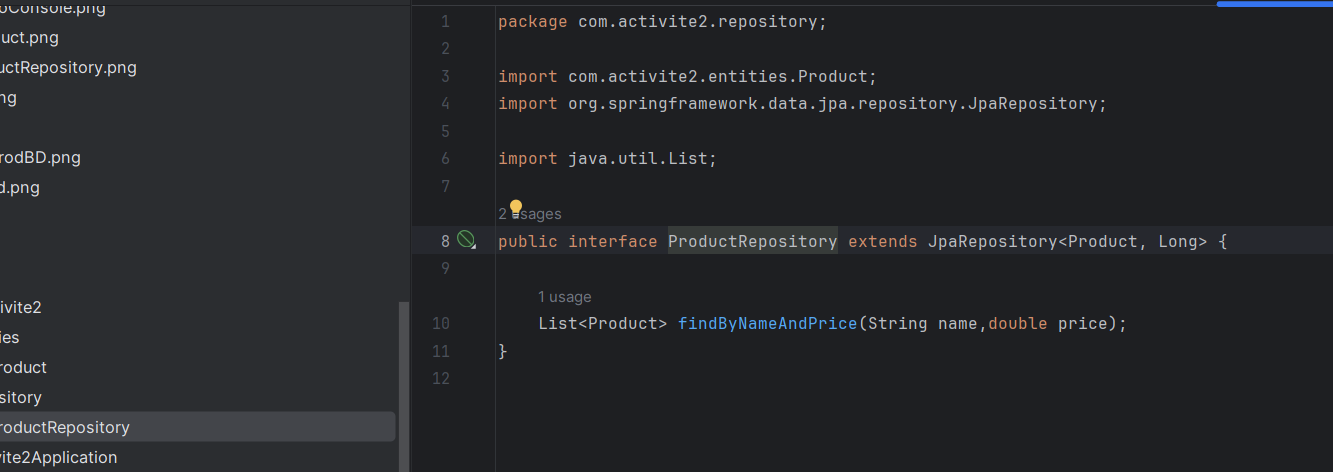 oConsole.png
uct.png
uctRepository.png
ng
rodBD.png
d.png
ivite2
ies
roduct
sitory
roductRepository
vite2Application
1 package com.activite2.repository;
2
3 import com.activite2.entities.Product;
4 import org.springframework.data.jpa.repository.JpaRepository;
5
6 import java.util.List;
7
2 usages
8 public interface ProductRepository extends JpaRepository<Product, Long> {
9
1 usage
10 List<Product> findByNameAndPrice(String name,double price);
11 }
12